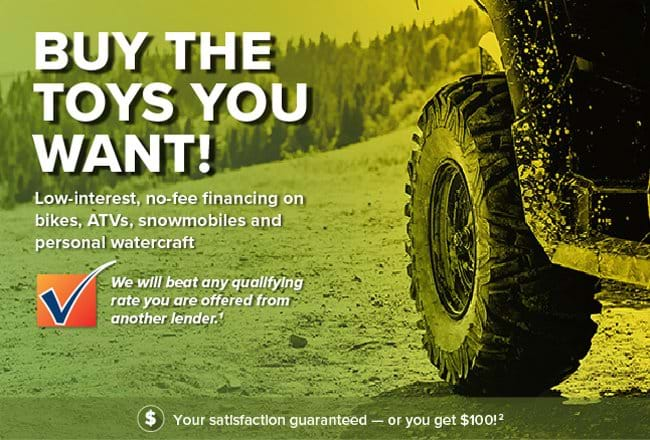 BUY THE
TOYS YOU
WANT!
Low-interest, no-fee financing on
bikes, ATVs, snowmobiles and
personal watercraft
We will beat any qualifying
rate you are offered from
another lender.¹
$ Your satisfaction guaranteed — or you get $100!²